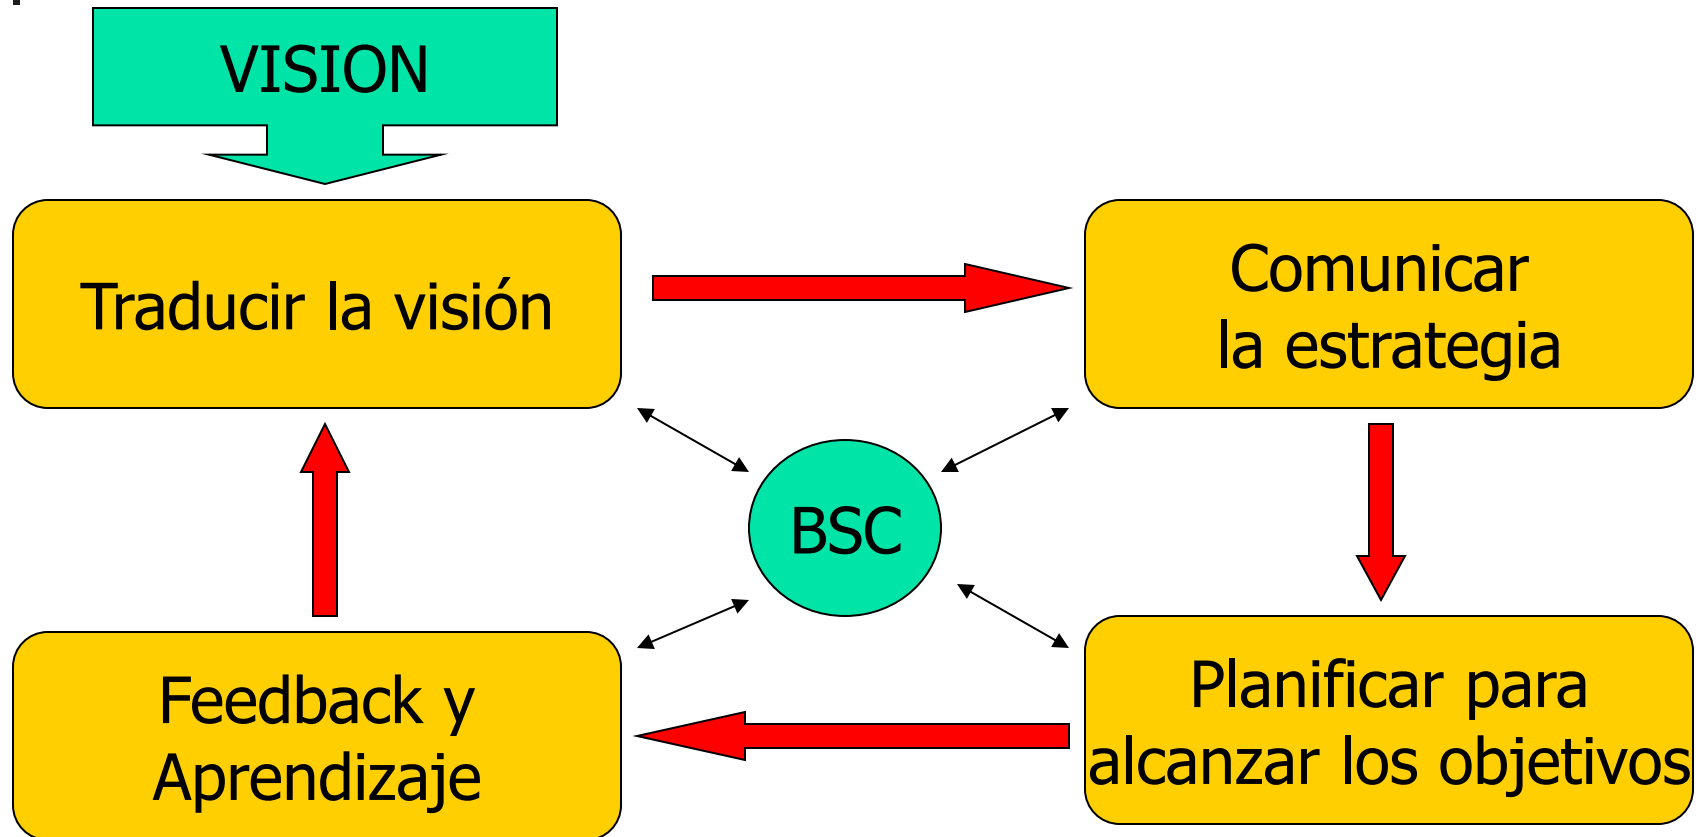 VISION
Traducir la visión
Comunicar
la estrategia
BSC
Feedback y
Aprendizaje
Planificar para
alcanzar los objetivos